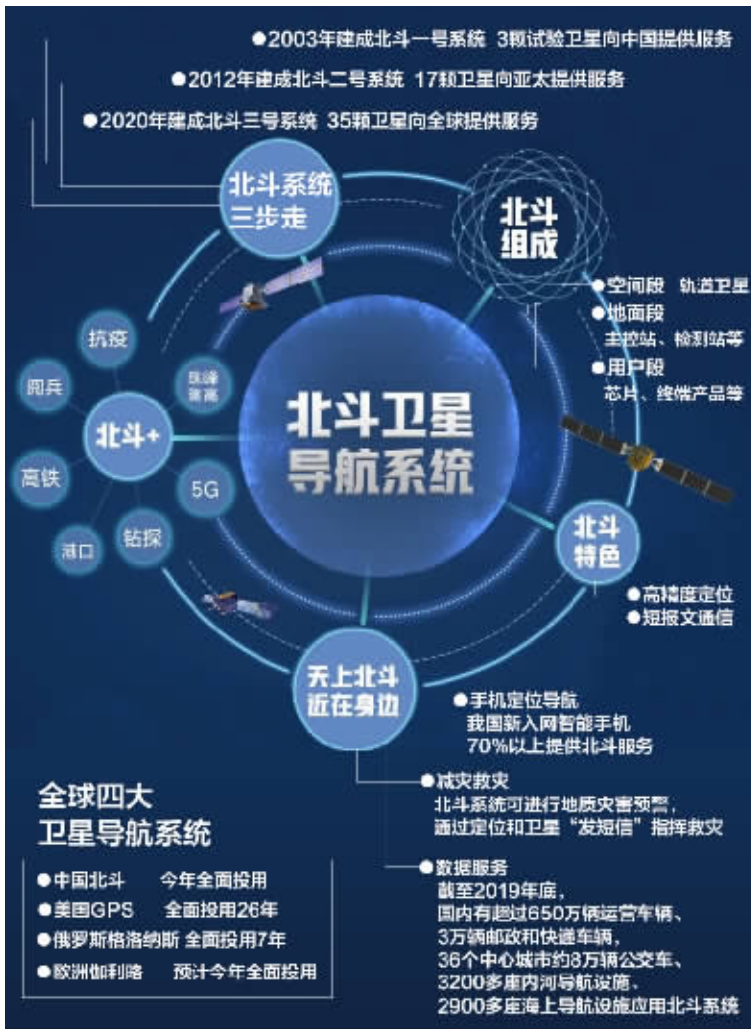 ●2003年建成北斗一号系统 3颗试验卫星向中国提供服务
●2012年建成北斗二号系统 17颗卫星向亚太提供服务
●2020年建成北斗三号系统 35颗卫星向全球提供服务
北斗系统
三步走
北斗
组成
●空间段 轨道卫星
●地面段
主控站、检测站等
●用户段
芯片、终端产品等
抗疫
阅兵
珠峰
测高
北斗+
高铁
5G
港口
钻探
北斗卫星
导航系统
北斗
特色
●高精度定位
●短报文通信
天上北斗
近在身边
●手机定位导航
我国新入网智能手机
70%以上提供北斗服务
●减灾救灾
北斗系统可进行地质灾害预警，
通过定位和卫星“发短信”指挥救灾
●数据服务
截至2019年底，
国内有超过650万辆运营车辆、
3万辆邮政和快递车辆，
36个中心城市约8万辆公交车、
3200多座内河导航设施、
2900多座海上导航设施应用北斗系统
全球四大
卫星导航系统
●中国北斗 今年全面投用
●美国GPS 全面投用26年
●俄罗斯格洛纳斯 全面投用7年
●欧洲伽利略 预计今年全面投用